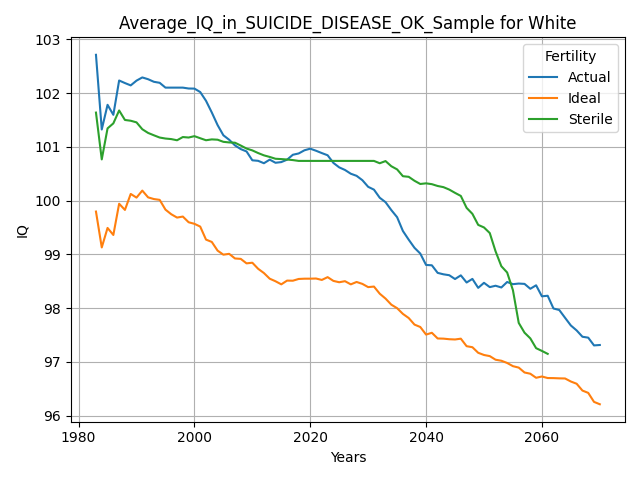 Average_IQ_in_SUICIDE_DISEASE_OK_Sample for White
103
102
101
100
99
98
97
96
IQ
1980
2000
2020
2040
2060
Years
Fertility
Actual
Ideal
Sterile